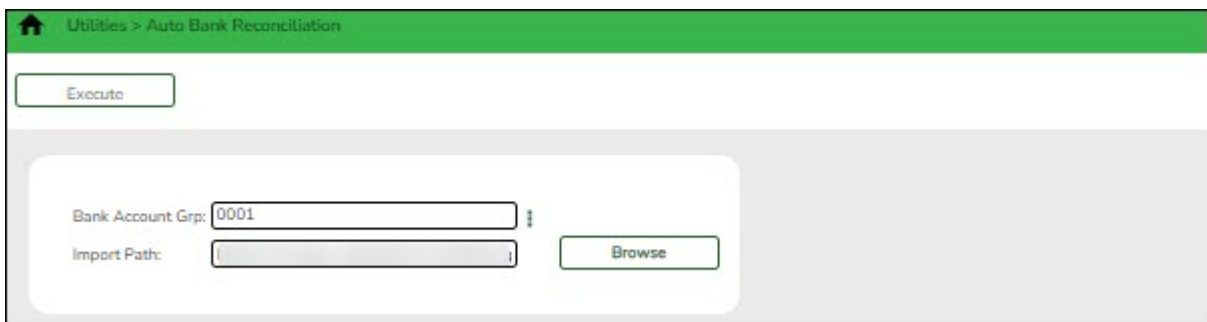 Utilities > Auto Bank Reconciliation
Execute
Bank Account Grp: 0001
Import Path:
Browse